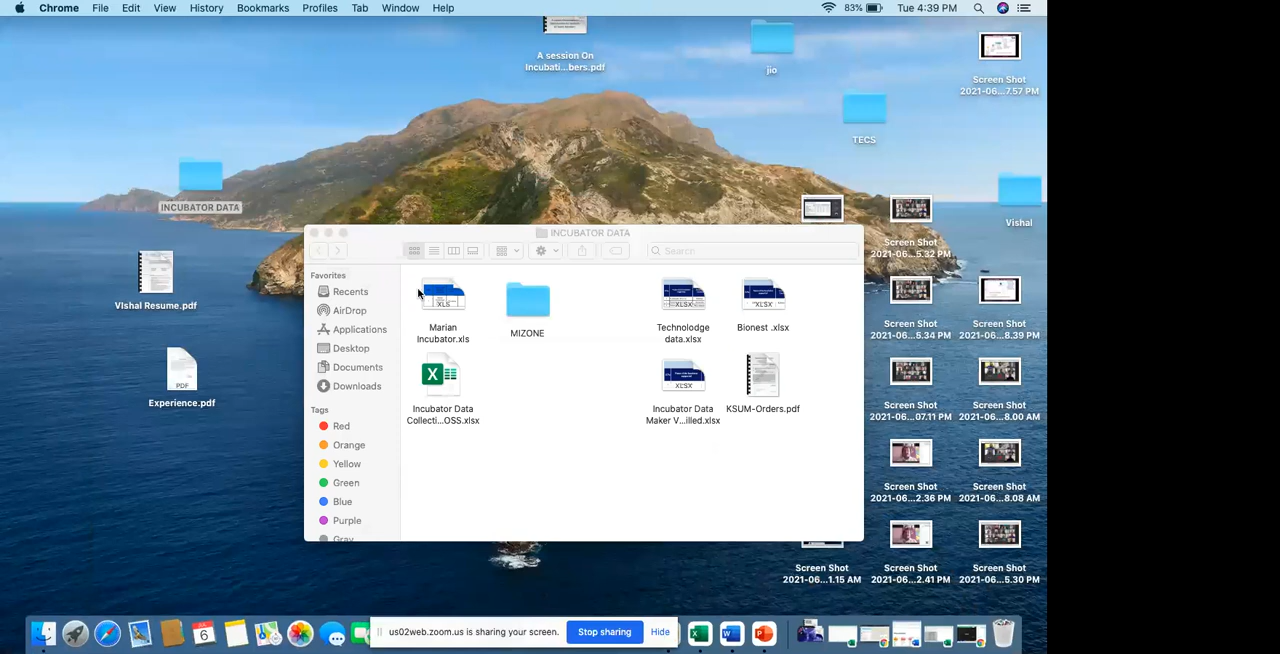 Chrome File Edit View History Bookmarks Profiles Tab Window Help 83% Tue 4:39 PM
A session On
Incubati...bers.pdf
jio
Screen Shot
2021-06...7.57 PM
TECS
INCUBATOR DATA
Vishal
Screen Shot
2021-06...5.32 PM
VIshal Resume.pdf
Experience.pdf
INCUBATOR DATA
Search
Favorites
Recents
AirDrop
Applications
Desktop
Documents
Downloads
Tags
Red
Orange
Yellow
Green
Blue
Purple
Gray
XLS
Marian
Incubator.xls
MIZONE
XLSX
Technolodge
data.xlsx
XLSX
Bionest .xlsx
X
Incubator Data
Collecti...OSS.xlsx
XLSX
Incubator Data
Maker V...illed.xlsx
KSUM-Orders.pdf
PDF
Screen Shot
2021-06...5.34 PM
Screen Shot
2021-06...8.39 PM
Screen Shot
2021-06...07.11 PM
Screen Shot
2021-06...8.00 AM
Screen Shot
2021-06...2.36 PM
Screen Shot
2021-06...8.08 AM
Screen Shot
2021-06...1.15 AM
Screen Shot
2021-06...2.41 PM
Screen Shot
2021-06...5.30 PM
6
us02web.zoom.us is sharing your screen. Stop sharing Hide
X W P